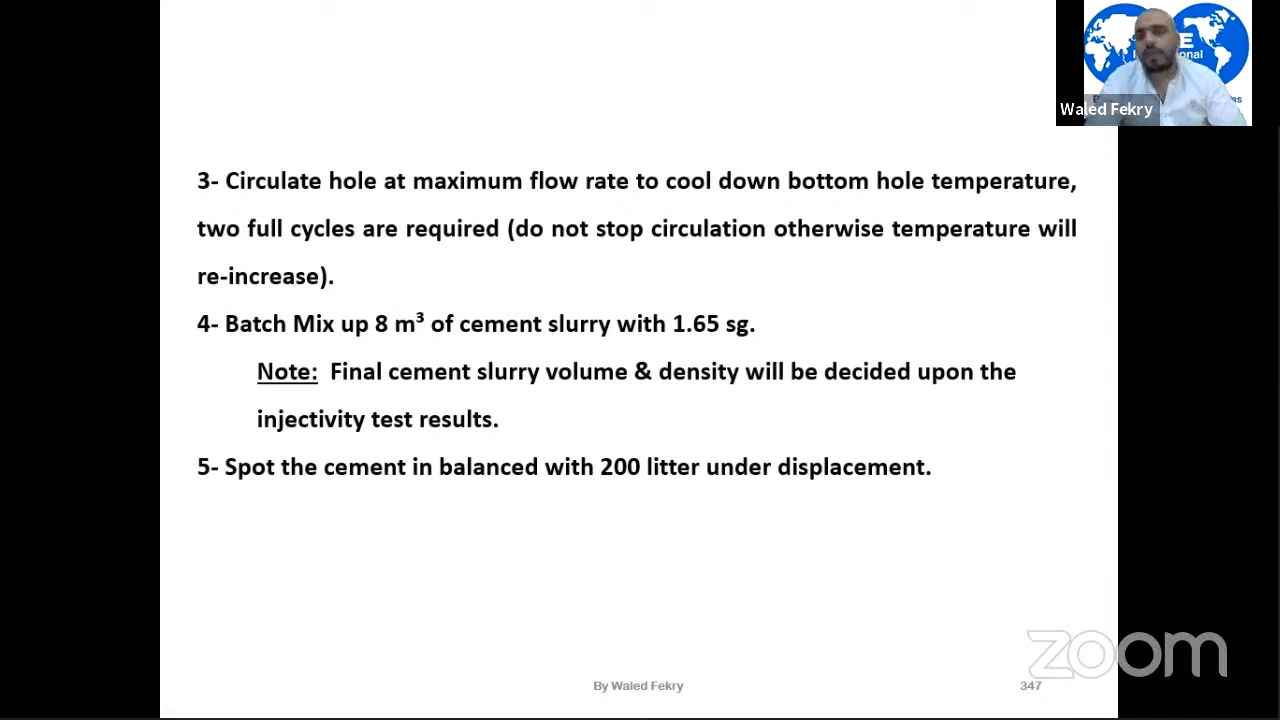 E
ional
es
Waled Fekry
3- Circulate hole at maximum flow rate to cool down bottom hole temperature,
two full cycles are required (do not stop circulation otherwise temperature will
re-increase).
4- Batch Mix up 8 m³ of cement slurry with 1.65 sg.
Note: Final cement slurry volume & density will be decided upon the
injectivity test results.
5- Spot the cement in balanced with 200 litter under displacement.
zoom
By Waled Fekry
347